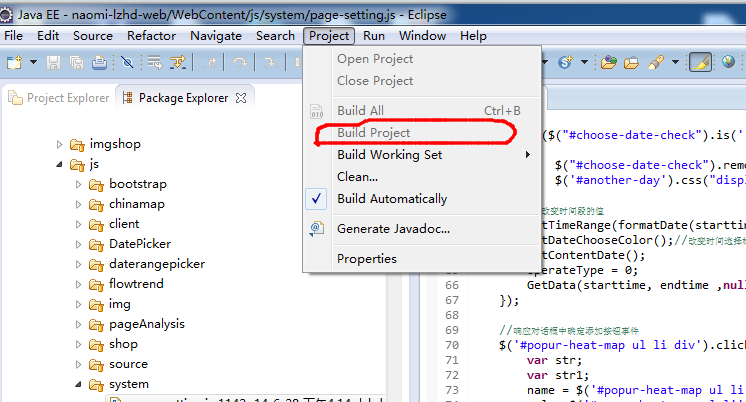 Java EE - naomi-lzhd-web/WebContent/js/system/page-setting.js - Eclipse
File Edit Source Refactor Navigate Search Project Run Window Help
Project Explorer Package Explorer
imgshop
js
bootstrap
chinamap
client
DatePicker
daterangepicker
flowtrend
img
pageAnalysis
shop
source
system
Open Project
Close Project
Build All Ctrl+B
Build Project
Build Working Set
Clean...
Build Automatically
Generate Javadoc...
Properties
($("#choose-date-check").is('
$("#choose-date-check").remo
$('#another-day').css("displ
改变时间段的值
tTimeRange(formatDate(starttim
tDateChooseColor();//改变时间选择
tContentDate();
perateType = 0;
66 GetData(starttime, endtime ,nul
67 });
68
69 //响应对话框中确定添加按钮事件
70 $('#popur-heat-map ul li div').clic
71 var str;
72 var str1;
73 name = $('#popur-heat-map ul li